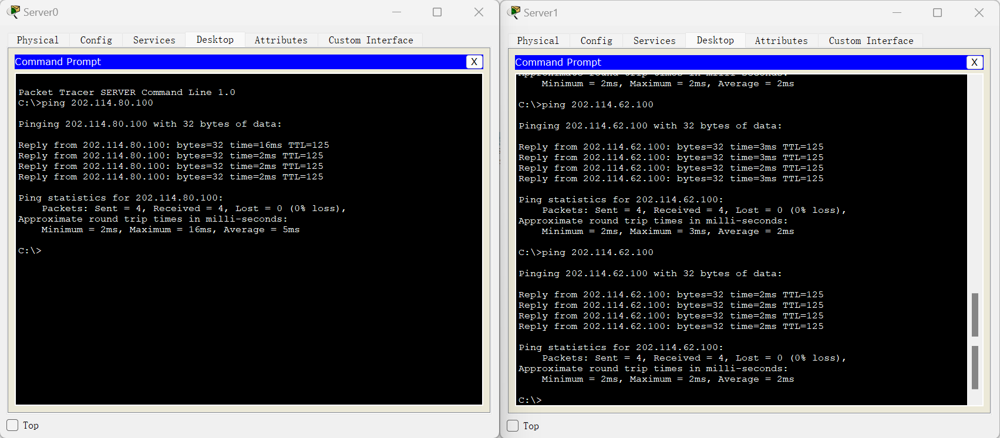 Server0
Physical Config Services Desktop Attributes Custom Interface
Command Prompt X
Packet Tracer SERVER Command Line 1.0
C:\>ping 202.114.80.100
Pinging 202.114.80.100 with 32 bytes of data:
Reply from 202.114.80.100: bytes=32 time=16ms TTL=125
Reply from 202.114.80.100: bytes=32 time=2ms TTL=125
Reply from 202.114.80.100: bytes=32 time=2ms TTL=125
Reply from 202.114.80.100: bytes=32 time=2ms TTL=125
Ping statistics for 202.114.80.100:
Packets: Sent = 4, Received = 4, Lost = 0 (0% loss),
Approximate round trip times in milli-seconds:
Minimum = 2ms, Maximum = 16ms, Average = 5ms
C:\>
Top
Server1
Physical Config Services Desktop Attributes Custom Interface
Command Prompt X
Approximate round trip times in milli-seconds:
Minimum = 2ms, Maximum = 2ms, Average = 2ms
C:\>ping 202.114.62.100
Pinging 202.114.62.100 with 32 bytes of data:
Reply from 202.114.62.100: bytes=32 time=3ms TTL=125
Reply from 202.114.62.100: bytes=32 time=3ms TTL=125
Reply from 202.114.62.100: bytes=32 time=2ms TTL=125
Reply from 202.114.62.100: bytes=32 time=3ms TTL=125
Ping statistics for 202.114.62.100:
Packets: Sent = 4, Received = 4, Lost = 0 (0% loss),
Approximate round trip times in milli-seconds:
Minimum = 2ms, Maximum = 3ms, Average = 2ms
C:\>ping 202.114.62.100
Pinging 202.114.62.100 with 32 bytes of data:
Reply from 202.114.62.100: bytes=32 time=2ms TTL=125
Reply from 202.114.62.100: bytes=32 time=2ms TTL=125
Reply from 202.114.62.100: bytes=32 time=2ms TTL=125
Reply from 202.114.62.100: bytes=32 time=2ms TTL=125
Ping statistics for 202.114.62.100:
Packets: Sent = 4, Received = 4, Lost = 0 (0% loss),
Approximate round trip times in milli-seconds:
Minimum = 2ms, Maximum = 2ms, Average = 2ms
C:\>
Top